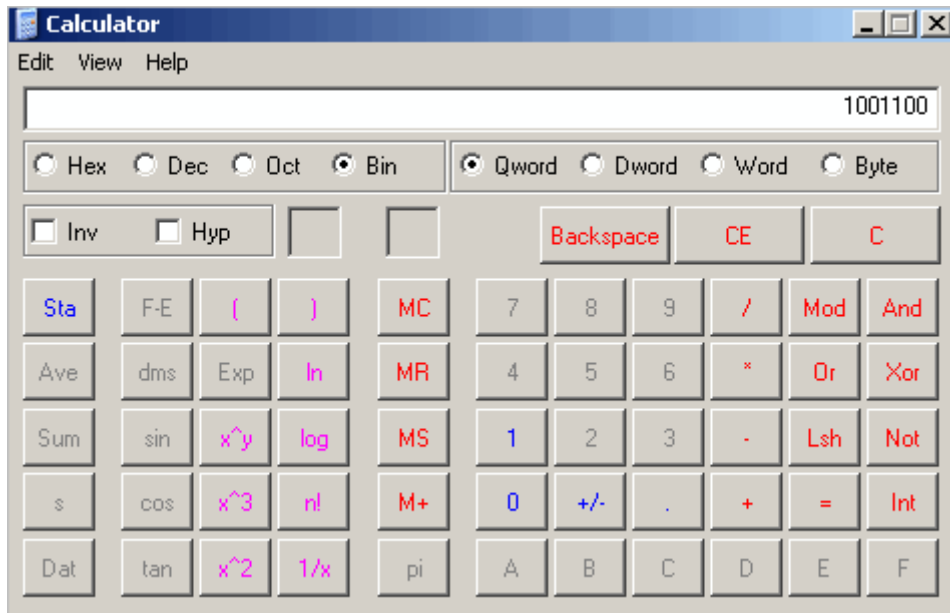 Calculator
Edit View Help
1001100
Hex Dec Oct Bin Qword Dword Word Byte
Inv Hyp Backspace CE C
Sta F-E ( ) MC 7 8 9 / Mod And
Ave dms Exp ln MR 4 5 6 * Or Xor
Sum sin x^y log MS 1 2 3 - Lsh Not
s cos x^3 n! M+ 0 +/- . + = Int
Dat tan x^2 1/x pi A B C D E F